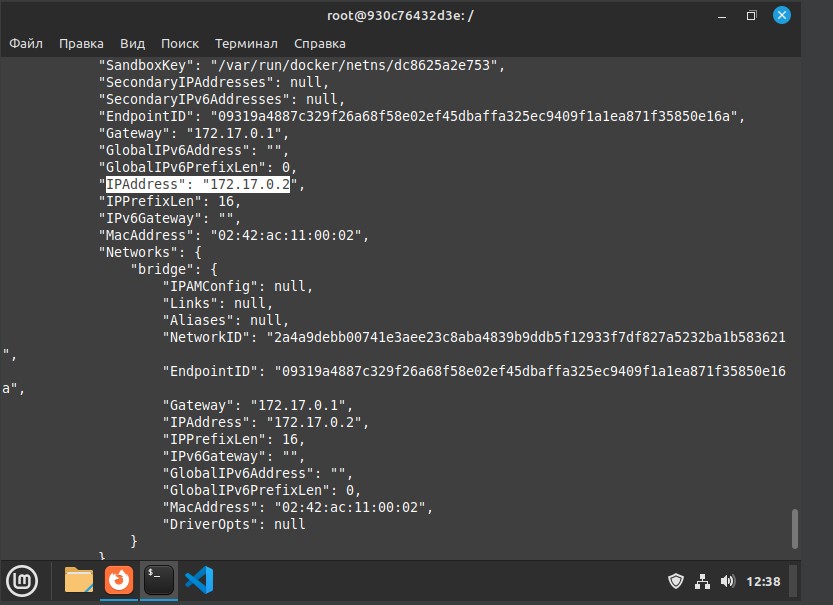 root@930c76432d3e: /
Файл Правка Вид Поиск Терминал Справка
"SandboxKey": "/var/run/docker/netns/dc8625a2e753",
"SecondaryIPAddresses": null,
"SecondaryIPv6Addresses": null,
"EndpointID": "09319a4887c329f26a68f58e02ef45dbaffa325ec9409f1a1ea871f35850e16a",
"Gateway": "172.17.0.1",
"GlobalIPv6Address": "",
"GlobalIPv6PrefixLen": 0,
"IPAddress": "172.17.0.2",
"IPPrefixLen": 16,
"IPv6Gateway": "",
"MacAddress": "02:42:ac:11:00:02",
"Networks": {
"bridge": {
"IPAMConfig": null,
"Links": null,
"Aliases": null,
"NetworkID": "2a4a9debb00741e3aee23c8aba4839b9ddb5f12933f7df827a5232ba1b583621
",
"EndpointID": "09319a4887c329f26a68f58e02ef45dbaffa325ec9409f1a1ea871f35850e16
a",
"Gateway": "172.17.0.1",
"IPAddress": "172.17.0.2",
"IPPrefixLen": 16,
"IPv6Gateway": "",
"GlobalIPv6Address": "",
"GlobalIPv6PrefixLen": 0,
"MacAddress": "02:42:ac:11:00:02",
"DriverOpts": null
}
}
$_
12:38